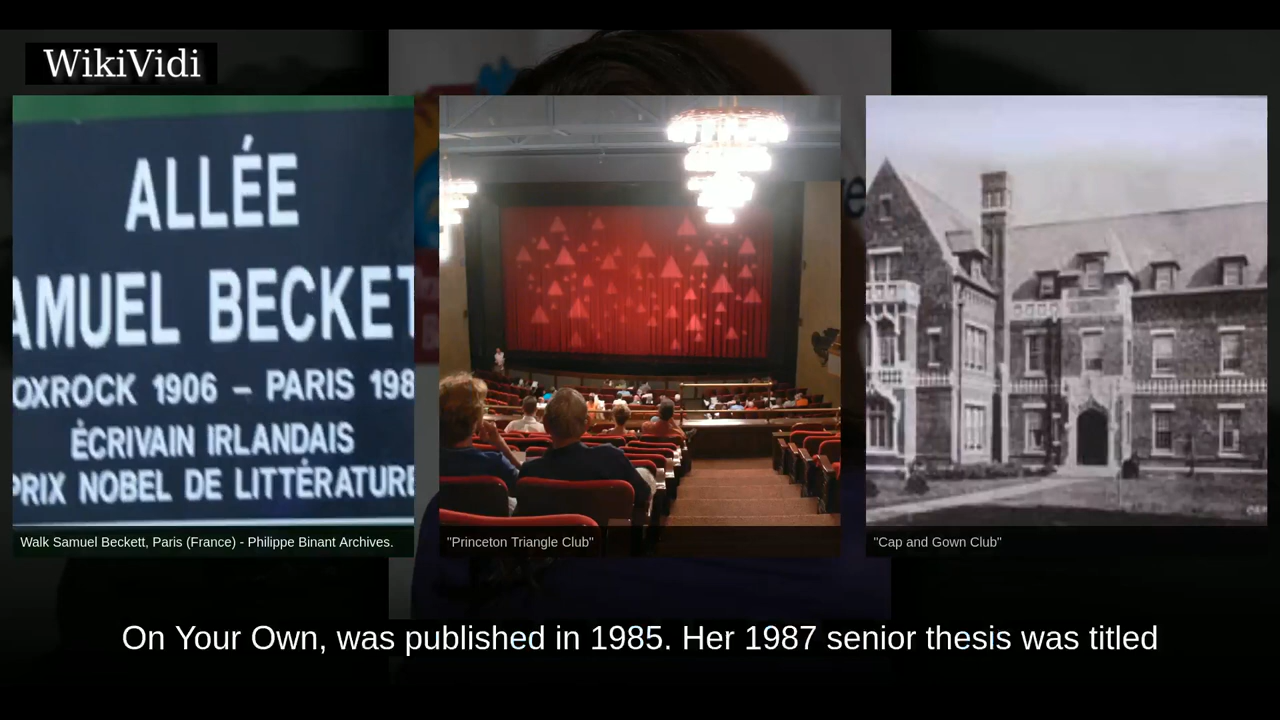 WikiVidi
ALLÉE
AMUEL BECKET
OXROCK 1906 – PARIS 198
ÉCRIVAIN IRLANDAIS
PRIX NOBEL DE LITTÉRATURE
Walk Samuel Beckett, Paris (France) - Philippe Binant Archives.
"Princeton Triangle Club"
"Cap and Gown Club"
On Your Own, was published in 1985. Her 1987 senior thesis was titled